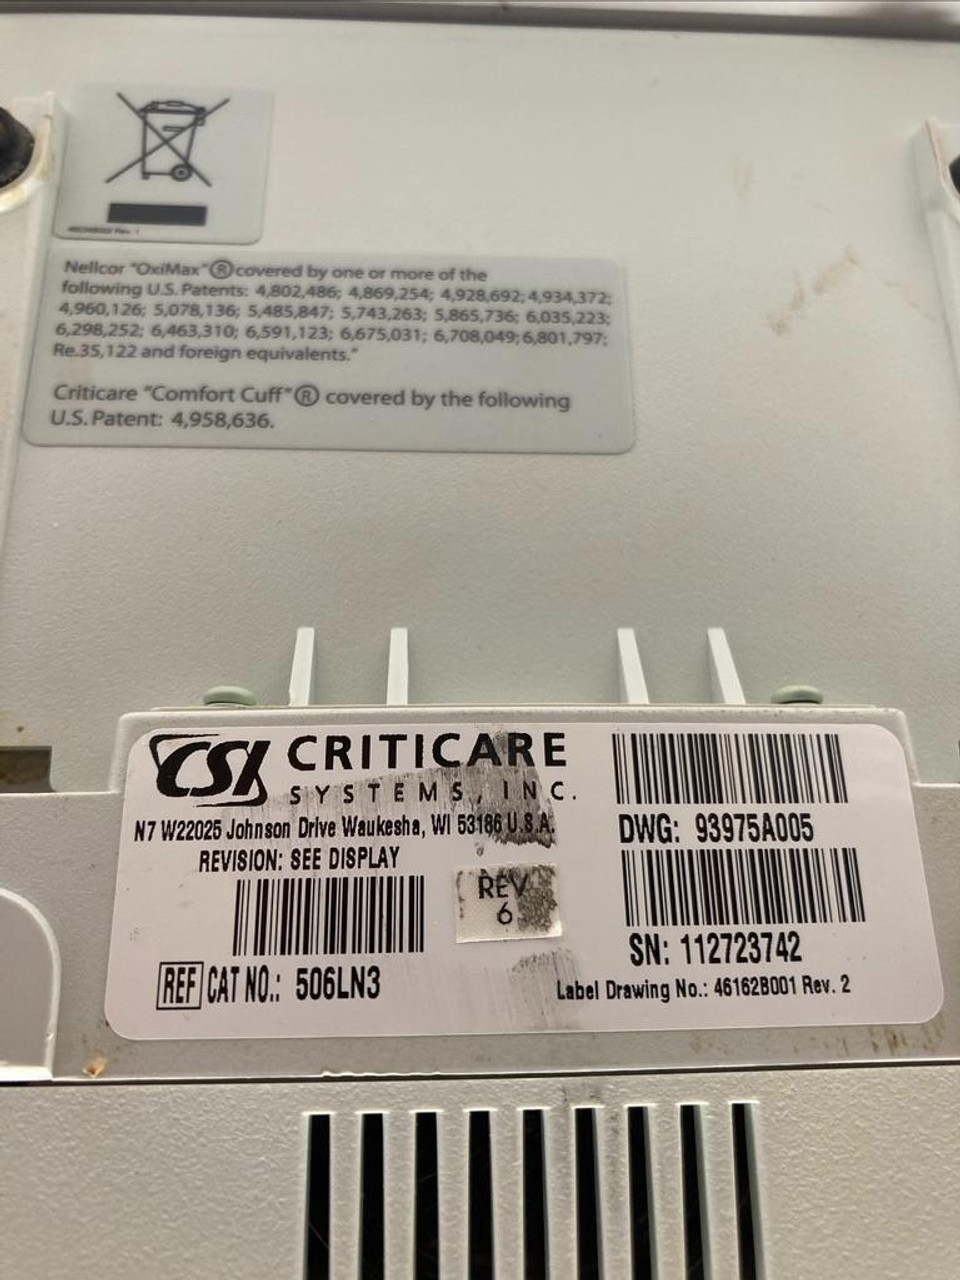 Nellcor "OxiMax"® covered by one or more of the
following U.S. Patents: 4,802,486; 4,869,254; 4,928,692; 4,934,372;
4,960,126; 5,078,136; 5,485,847; 5,743,263; 5,865,736; 6,035,223;
6,298,252; 6,463,310; 6,591,123; 6,675,031; 6,708,049; 6,801,797;
Re.35,122 and foreign equivalents."
Criticare "Comfort Cuff"® covered by the following
U.S. Patent: 4,958,636.
CSI CRITICARE
SYSTEMS, INC.
N7 W22025 Johnson Drive Waukesha, WI 53186 U.S.A.
REVISION: SEE DISPLAY
REV
6
REF CAT NO.: 506LN3
DWG: 93975A005
SN: 112723742
Label Drawing No.: 46162B001 Rev. 2